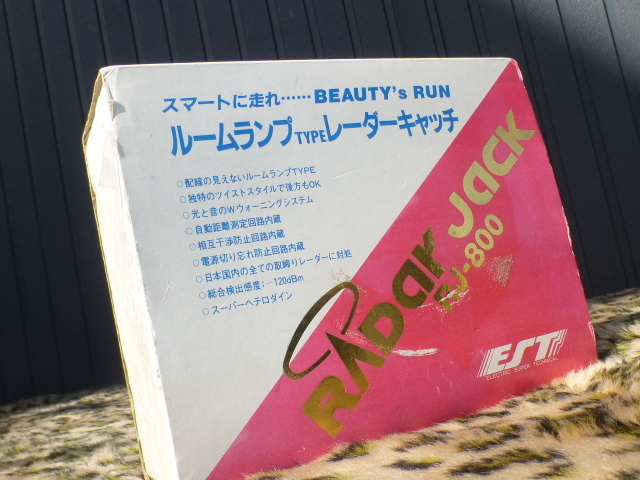 スマートに走れ……BEAUTY's RUN
ルームランプTYPEレーダーキャッチ
○配線の見えないルームランプTYPE
○独特のツイストスタイルで後方もOK
○光と音のWウォーニングシステム
○自動距離測定回路内蔵
○相互干渉防止回路内蔵
○電源切り忘れ防止回路内蔵
○日本国内の全ての取締りレーダーに対処
○総合検出感度:−120dBm
○スーパーヘテロダイン
RADAR JACK
RJ-800
EST
ELECTRIC SUPER TECHNICAL